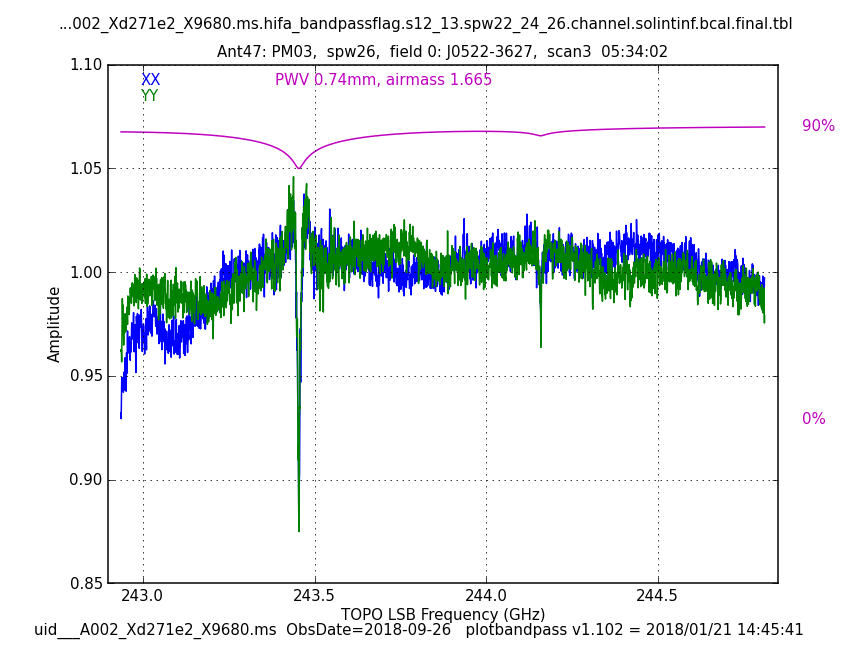 ...002_Xd271e2_X9680.ms.hifa_bandpassflag.s12_13.spw22_24_26.channel.solintinf.bcal.final.tbl
Ant47: PM03,  spw26,  field 0: J0522-3627,  scan3  05:34:02
1.10
XX
PWV 0.74mm, airmass 1.665
YY
90%
1.05
1.00
Amplitude
0.95
0%
0.90
0.85
243.0 243.5 244.0 244.5
TOPO LSB Frequency (GHz)
uid___A002_Xd271e2_X9680.ms  ObsDate=2018-09-26   plotbandpass v1.102 = 2018/01/21 14:45:41